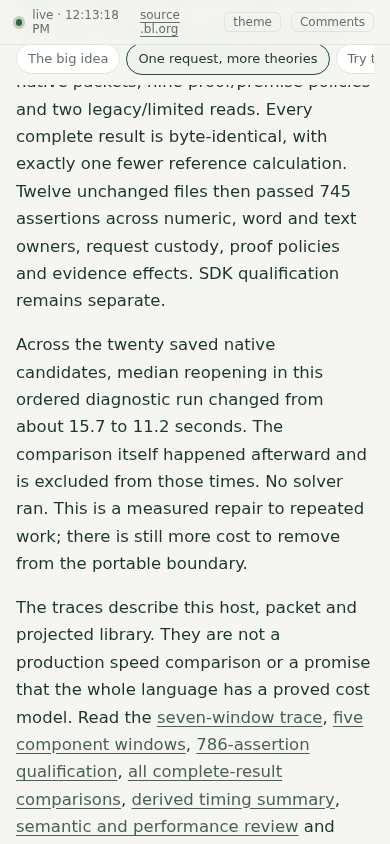 live · 12:13:18
PM
source
.bl.org
theme
Comments
The big idea
One request, more theories
Try t
native packets, nine proof/promise policies
and two legacy/limited reads. Every
complete result is byte-identical, with
exactly one fewer reference calculation.
Twelve unchanged files then passed 745
assertions across numeric, word and text
owners, request custody, proof policies
and evidence effects. SDK qualification
remains separate.
Across the twenty saved native
candidates, median reopening in this
ordered diagnostic run changed from
about 15.7 to 11.2 seconds. The
comparison itself happened afterward and
is excluded from those times. No solver
ran. This is a measured repair to repeated
work; there is still more cost to remove
from the portable boundary.
The traces describe this host, packet and
projected library. They are not a
production speed comparison or a promise
that the whole language has a proved cost
model. Read the seven-window trace, five
component windows, 786-assertion
qualification, all complete-result
comparisons, derived timing summary,
semantic and performance review and